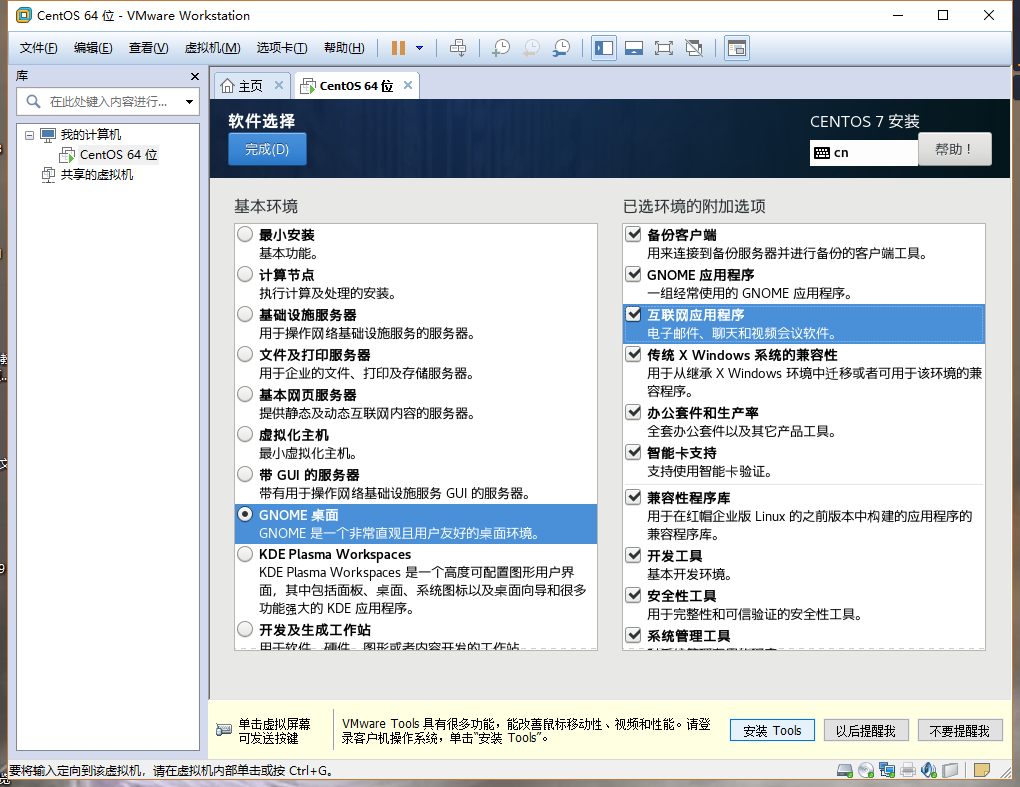 CentOS 64 位 - VMware Workstation
文件(F) 编辑(E) 查看(V) 虚拟机(M) 选项卡(T) 帮助(H)
库
在此处键入内容进行...
我的计算机
CentOS 64 位
共享的虚拟机
主页 CentOS 64 位
软件选择
完成(D)
CENTOS 7 安装
cn
帮助！
基本环境
最小安装
基本功能。
计算节点
执行计算及处理的安装。
基础设施服务器
用于操作网络基础设施服务的服务器。
文件及打印服务器
用于企业的文件、打印及存储服务器。
基本网页服务器
提供静态及动态互联网内容的服务器。
虚拟化主机
最小虚拟化主机。
带 GUI 的服务器
带有用于操作网络基础设施服务 GUI 的服务器。
GNOME 桌面
GNOME 是一个非常直观且用户友好的桌面环境。
KDE Plasma Workspaces
KDE Plasma Workspaces 是一个高度可配置图形用户界
面，其中包括面板、桌面、系统图标以及桌面向导和很多
功能强大的 KDE 应用程序。
开发及生成工作站
用于软件、硬件、图形或者内容开发的工作站。
已选环境的附加选项
备份客户端
用来连接到备份服务器并进行备份的客户端工具。
GNOME 应用程序
一组经常使用的 GNOME 应用程序。
互联网应用程序
电子邮件、聊天和视频会议软件。
传统 X Windows 系统的兼容性
用于从继承 X Windows 环境中迁移或者可用于该环境的兼
容程序。
办公套件和生产率
全套办公套件以及其它产品工具。
智能卡支持
支持使用智能卡验证。
兼容性程序库
用于在红帽企业版 Linux 的之前版本中构建的应用程序的
兼容程序库。
开发工具
基本开发环境。
安全性工具
用于完整性和可信验证的安全性工具。
系统管理工具
单击虚拟屏幕
可发送按键
VMware Tools 具有很多功能，能改善鼠标移动性、视频和性能。请登
录客户机操作系统，单击“安装 Tools”。
安装 Tools
以后提醒我
不要提醒我
要将输入定向到该虚拟机，请在虚拟机内部单击或按 Ctrl+G。